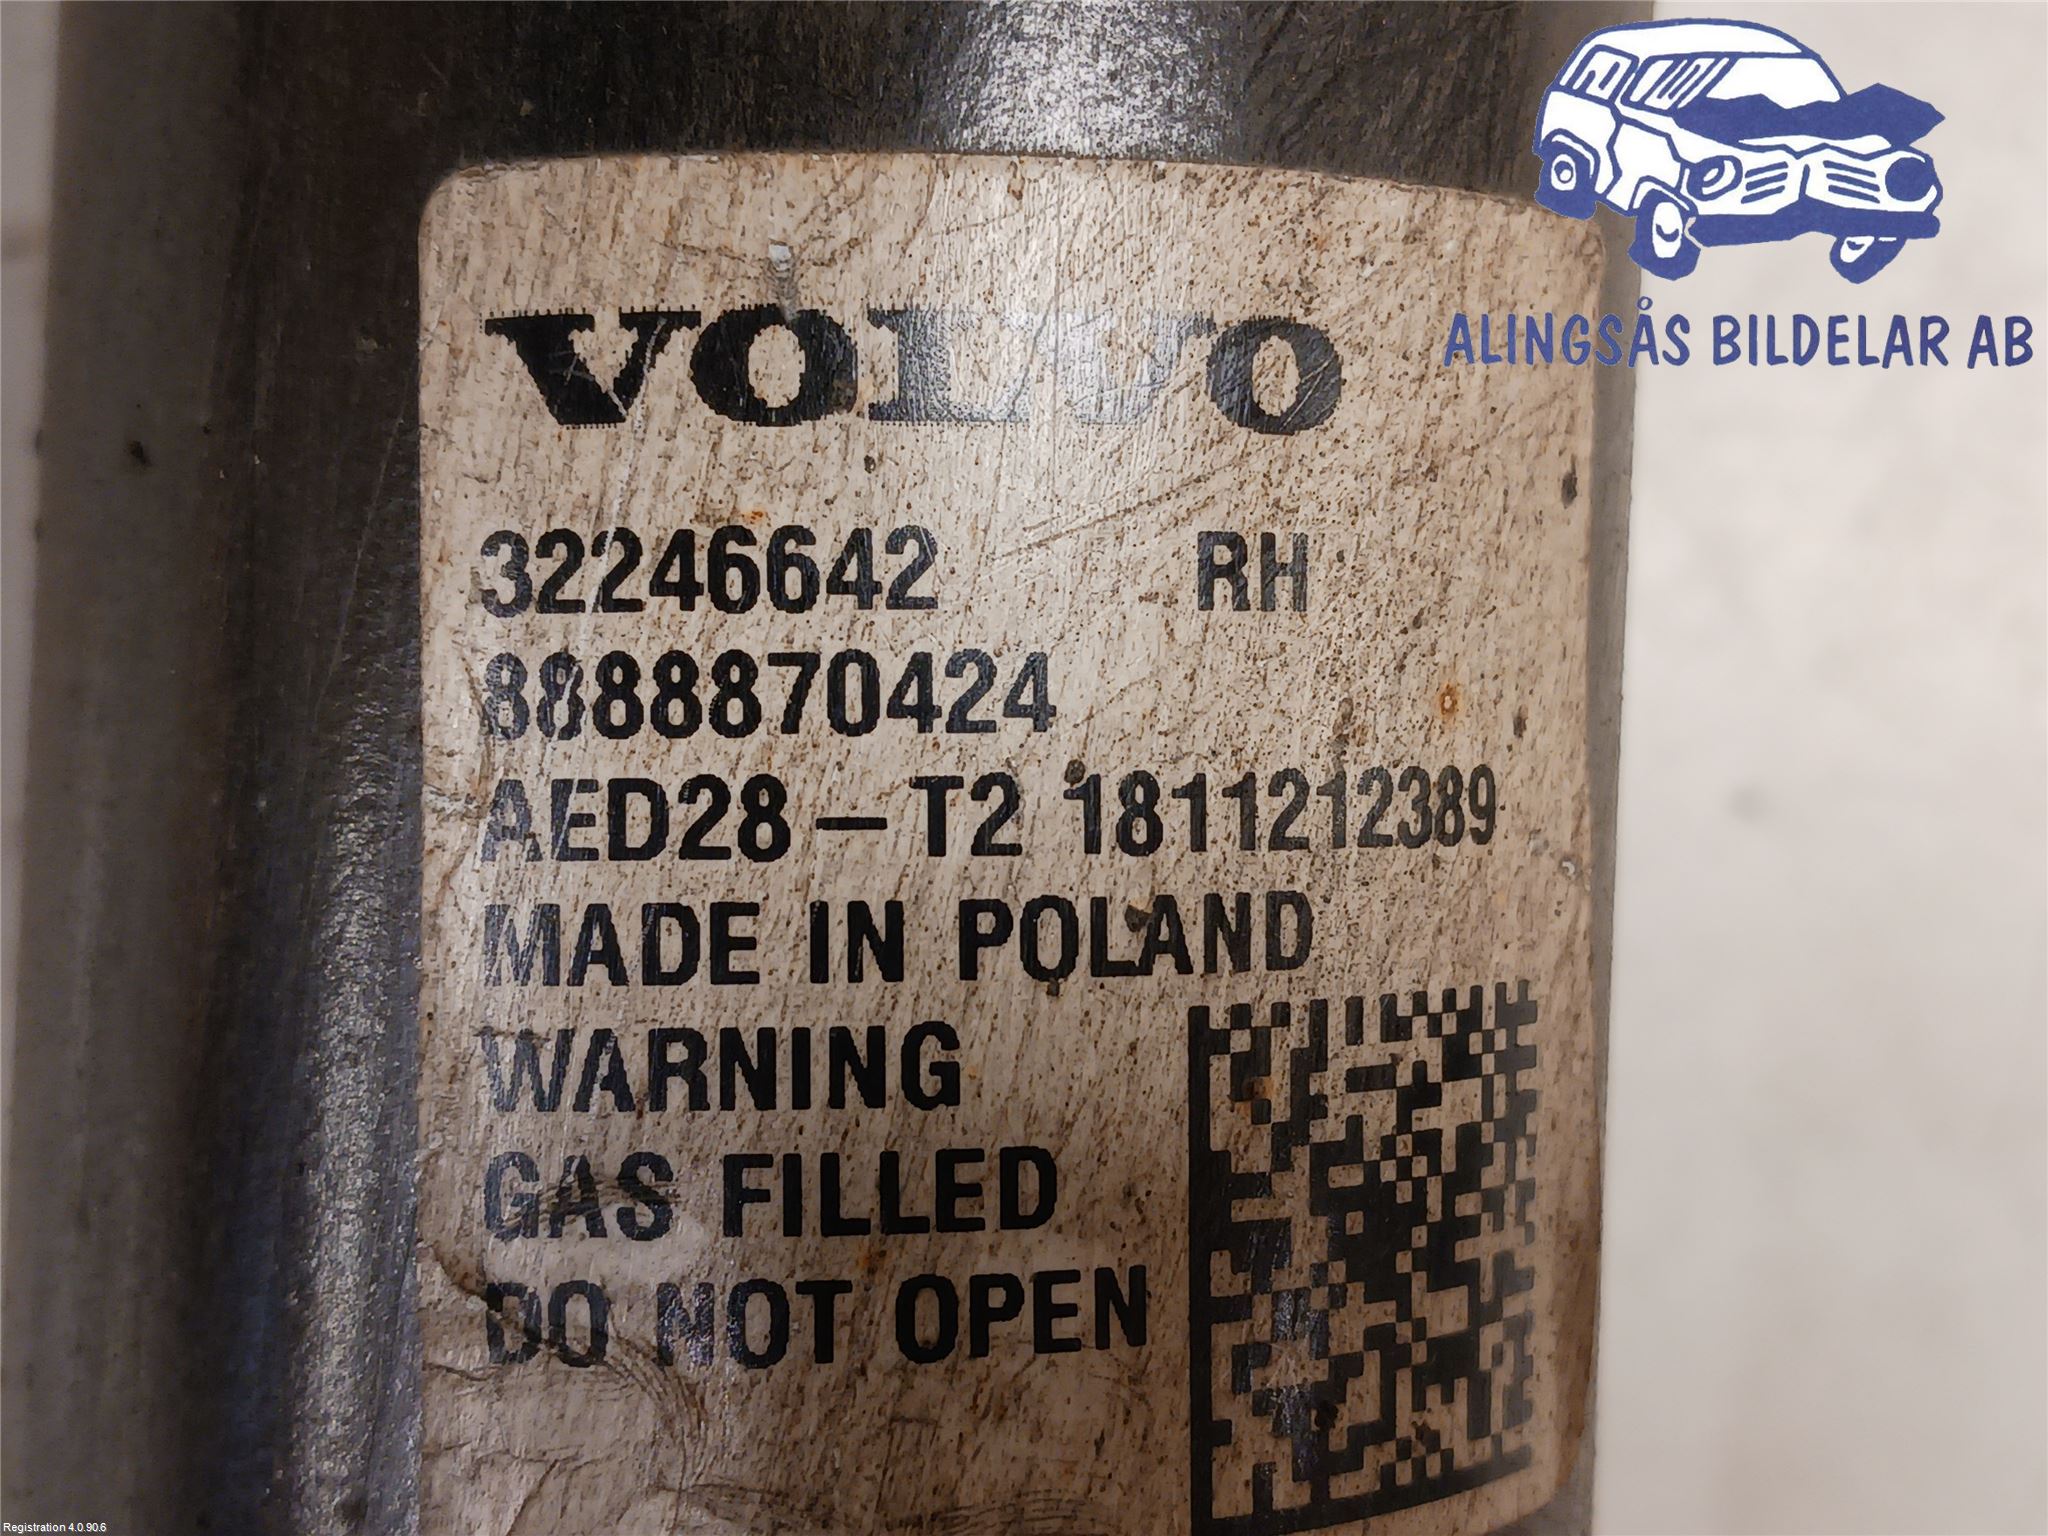 VOLVO
32246642 RH
8888870424
AED28-T2 1811212389
MADE IN POLAND
WARNING
GAS FILLED
DO NOT OPEN
ALINGSÅS BILDELAR AB
Registration 4.0.90.6